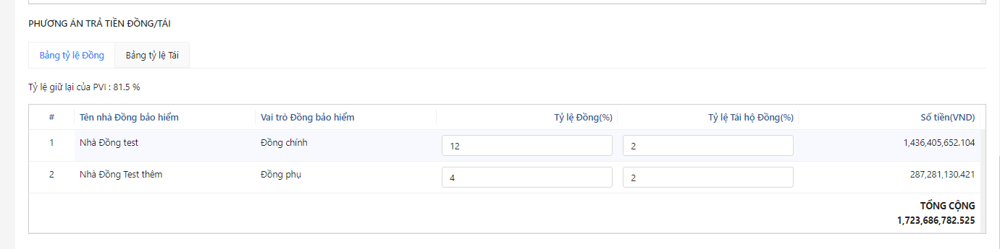 PHƯƠNG ÁN TRẢ TIỀN ĐỒNG/TÁI
Bảng tỷ lệ Đồng Bảng tỷ lệ Tái
Tỷ lệ giữ lại của PVI : 81.5 %
# Tên nhà Đồng bảo hiểm Vai trò Đồng bảo hiểm Tỷ lệ Đồng(%) Tỷ lệ Tái hộ Đồng(%) Số tiền(VND)
1 Nhà Đồng test Đồng chính 12 2 1,436,405,652.104
2 Nhà Đồng Test thêm Đồng phụ 4 2 287,281,130.421
TỔNG CỘNG
1,723,686,782.525